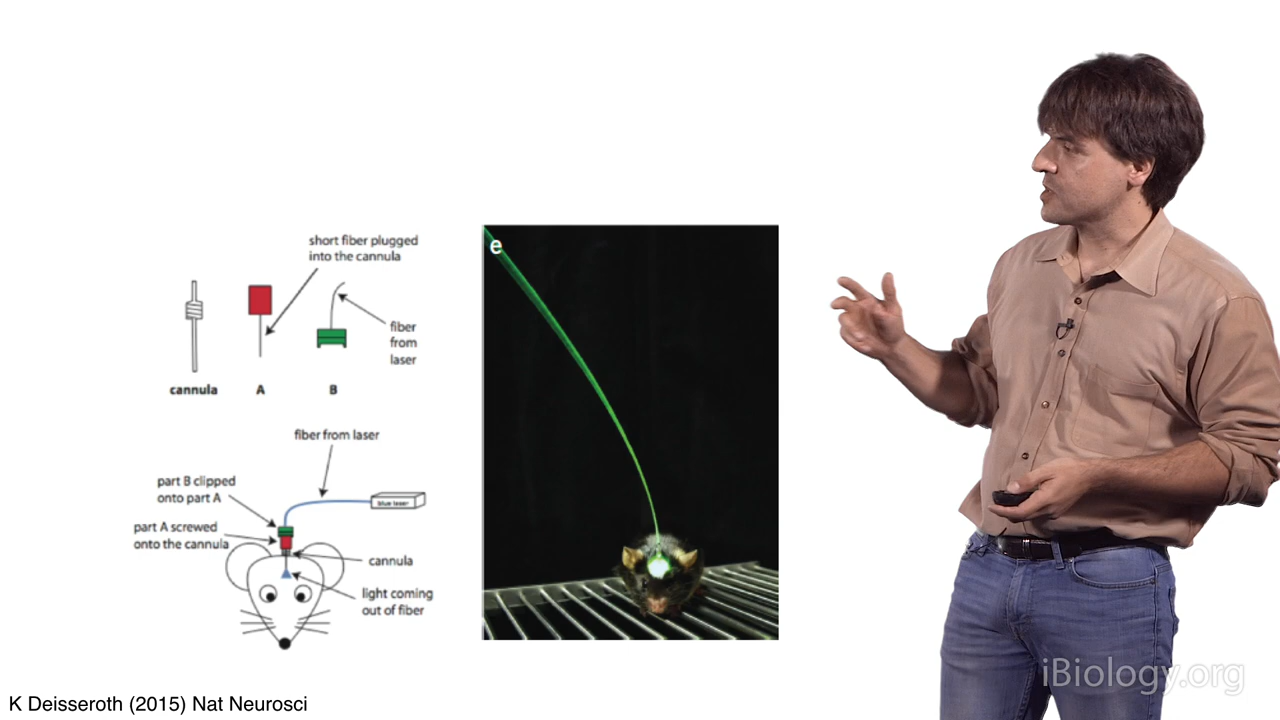 short fiber plugged
into the cannula
fiber
from
laser
cannula
A
B
fiber from laser
part B clipped
onto part A
blue laser
part A screwed
onto the cannula
cannula
light coming
out of fiber
e
iBiology.org
K Deisseroth (2015) Nat Neurosci